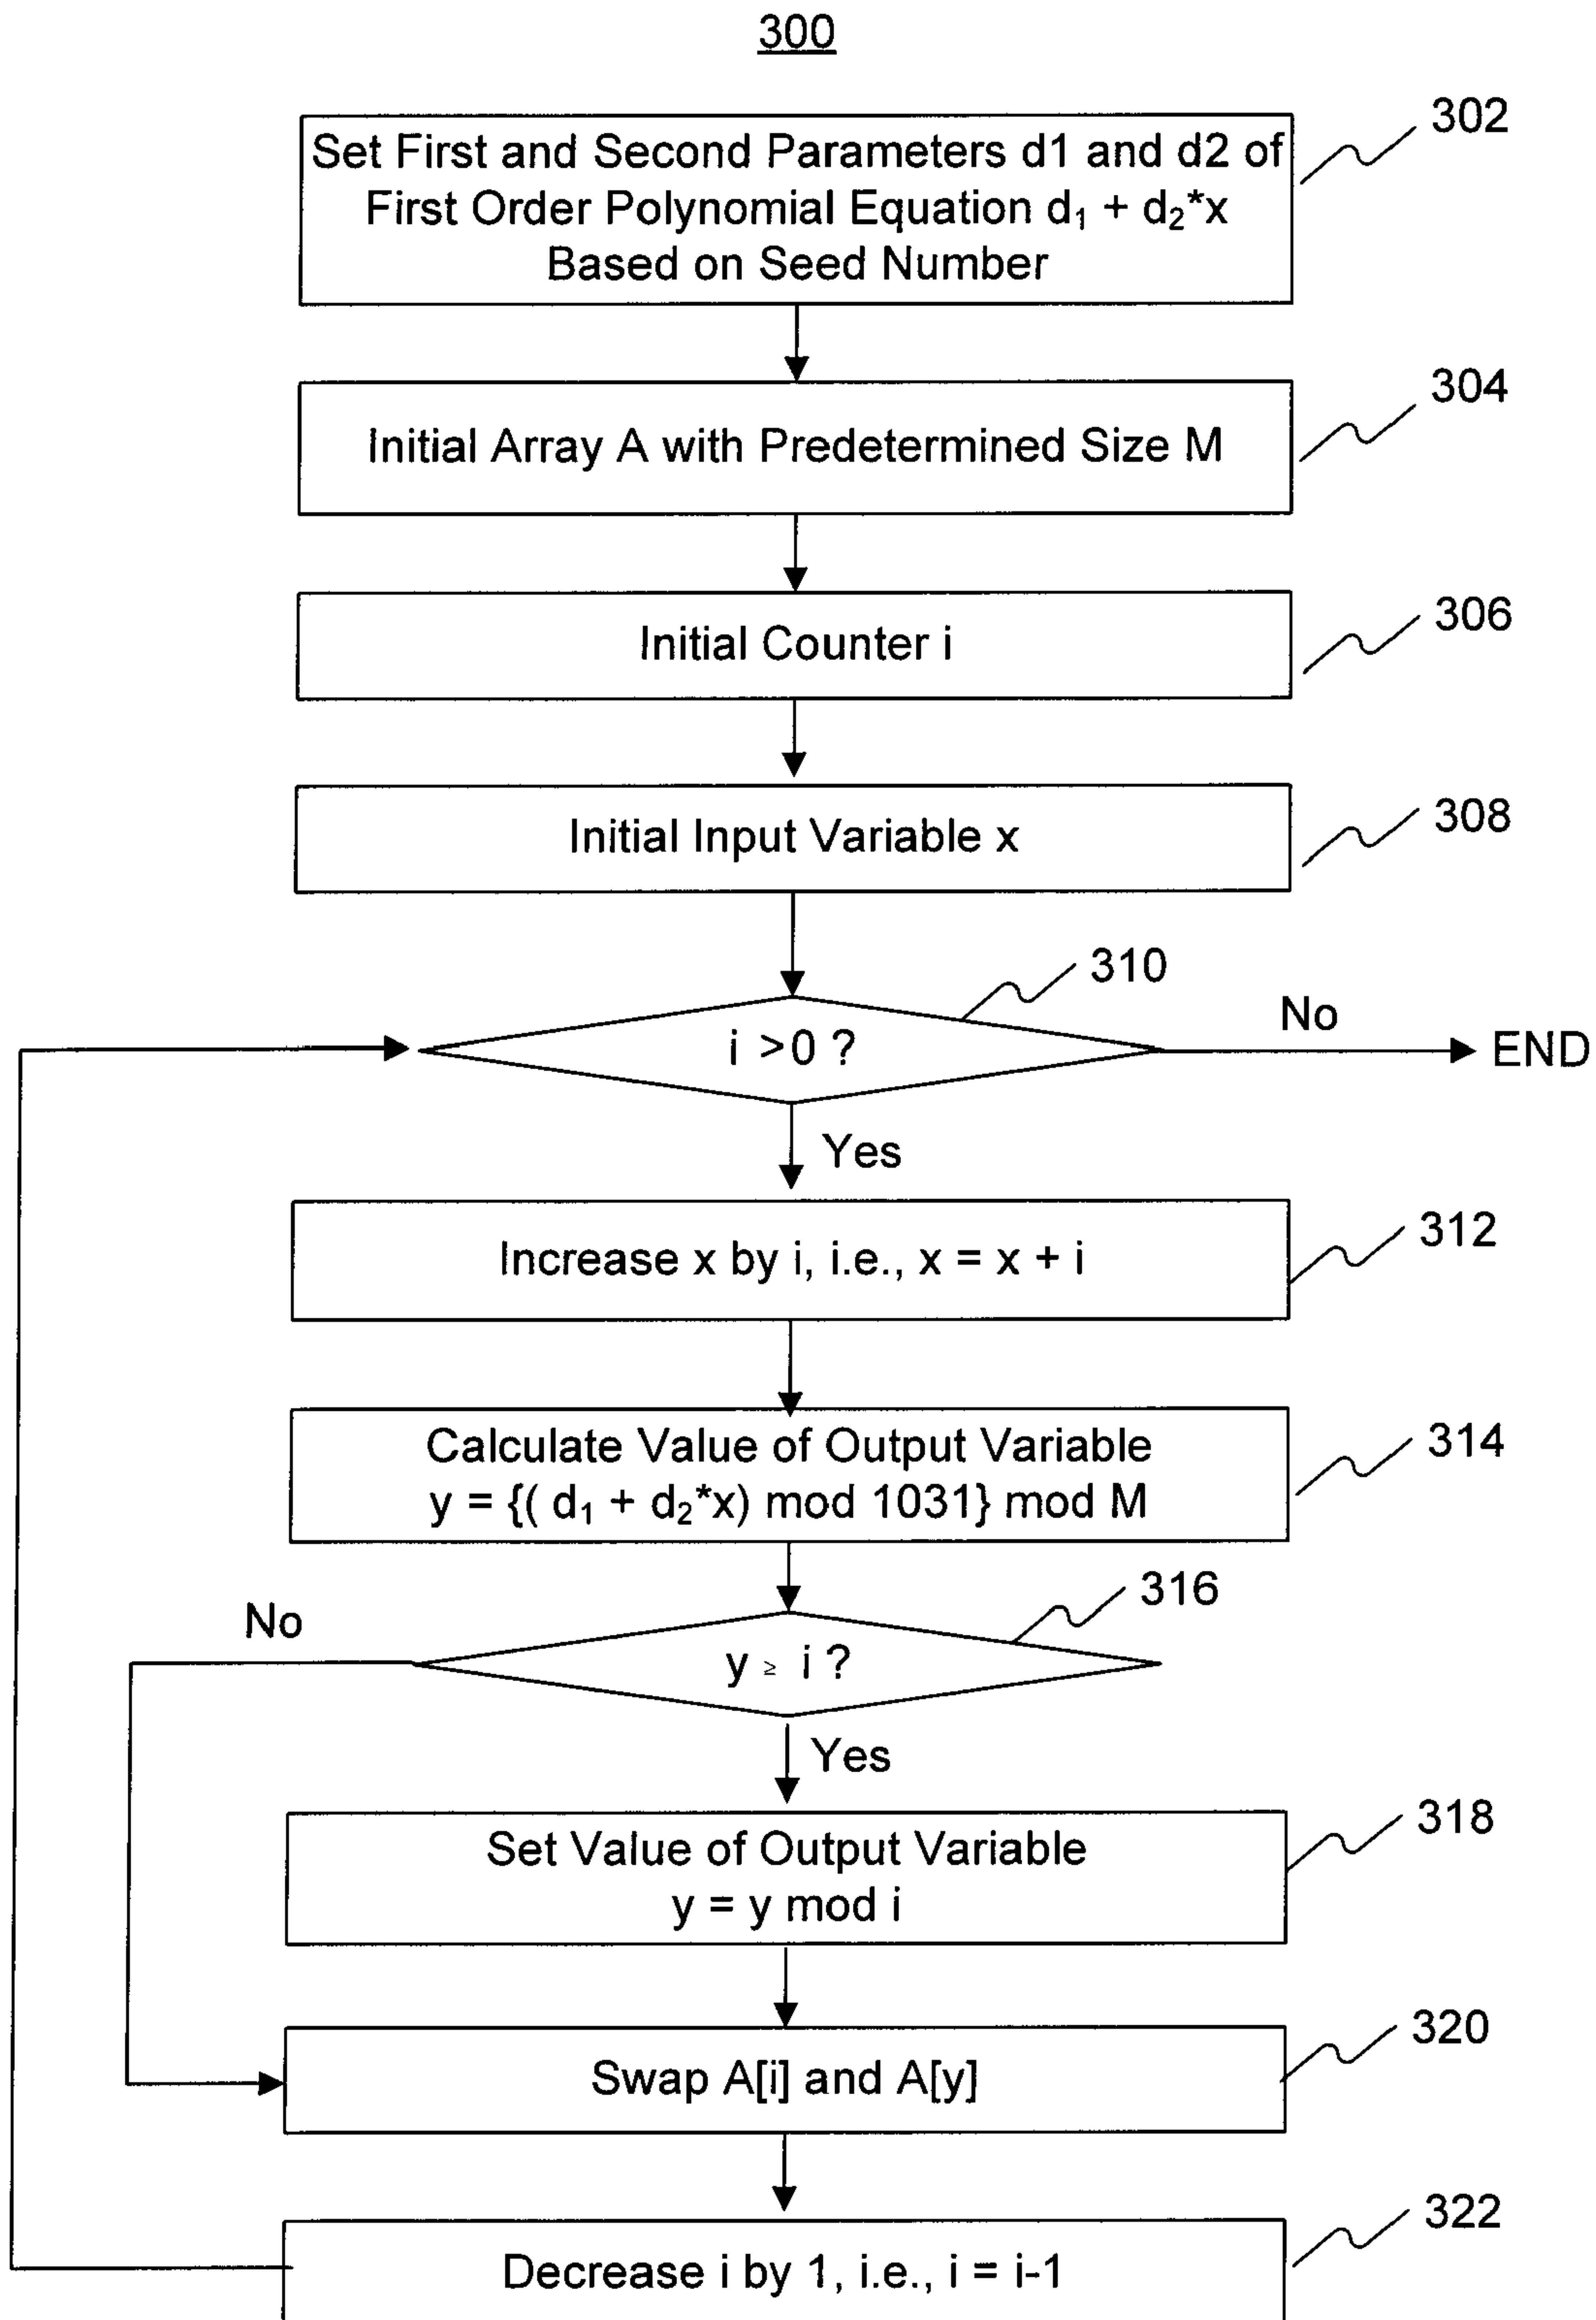 300
302
Set First and Second Parameters d1 and d2 of
First Order Polynomial Equation d₁ + d₂*x
Based on Seed Number
304
Initial Array A with Predetermined Size M
306
Initial Counter i
308
Initial Input Variable x
310
i >0 ?
No
END
Yes
312
Increase x by i, i.e., x = x + i
314
Calculate Value of Output Variable
y = {( d₁ + d₂*x) mod 1031} mod M
316
No
y ≥ i ?
Yes
318
Set Value of Output Variable
y = y mod i
320
Swap A[i] and A[y]
322
Decrease i by 1, i.e., i = i-1